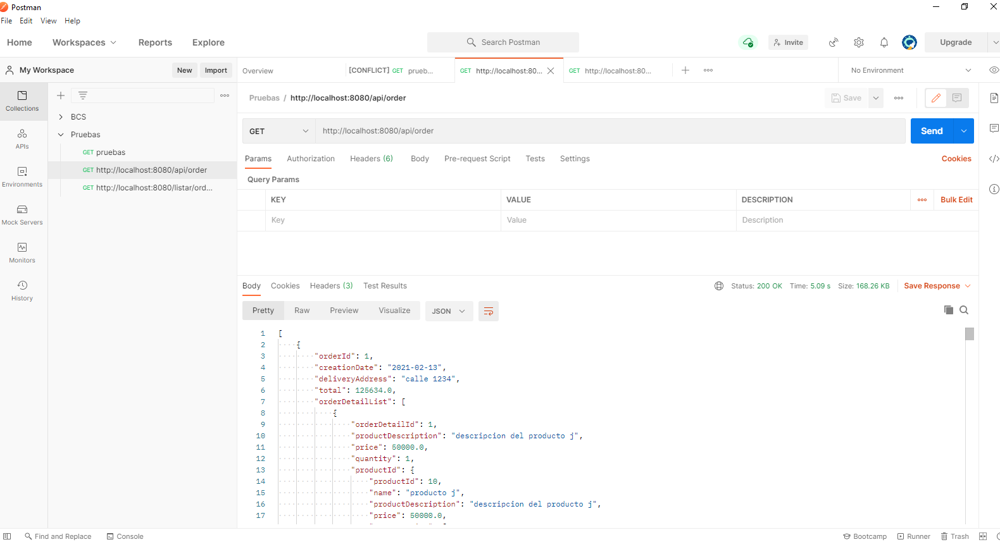 Postman
File Edit View Help
Home Workspaces Reports Explore Search Postman Invite Upgrade
My Workspace New Import Overview [CONFLICT] GET prueb... GET http://localhost:80... GET http://localhost:80... No Environment
Collections
APIs
Environments
Mock Servers
Monitors
History
BCS
Pruebas
GET pruebas
GET http://localhost:8080/api/order
GET http://localhost:8080/listar/ord...
Pruebas / http://localhost:8080/api/order Save
GET http://localhost:8080/api/order Send
Params Authorization Headers (6) Body Pre-request Script Tests Settings Cookies
Query Params
KEY VALUE DESCRIPTION Bulk Edit
Key Value Description
Body Cookies Headers (3) Test Results Status: 200 OK Time: 5.09 s Size: 168.26 KB Save Response
Pretty Raw Preview Visualize JSON
1 [
2 {
3 "orderId": 1,
4 "creationDate": "2021-02-13",
5 "deliveryAddress": "calle 1234",
6 "total": 125634.0,
7 "orderDetailList": [
8 {
9 "orderDetailId": 1,
10 "productDescription": "descripcion del producto j",
11 "price": 50000.0,
12 "quantity": 1,
13 "productId": {
14 "productId": 10,
15 "name": "producto j",
16 "productDescription": "descripcion del producto j",
17 "price": 50000.0,
Find and Replace Console Bootcamp Runner Trash